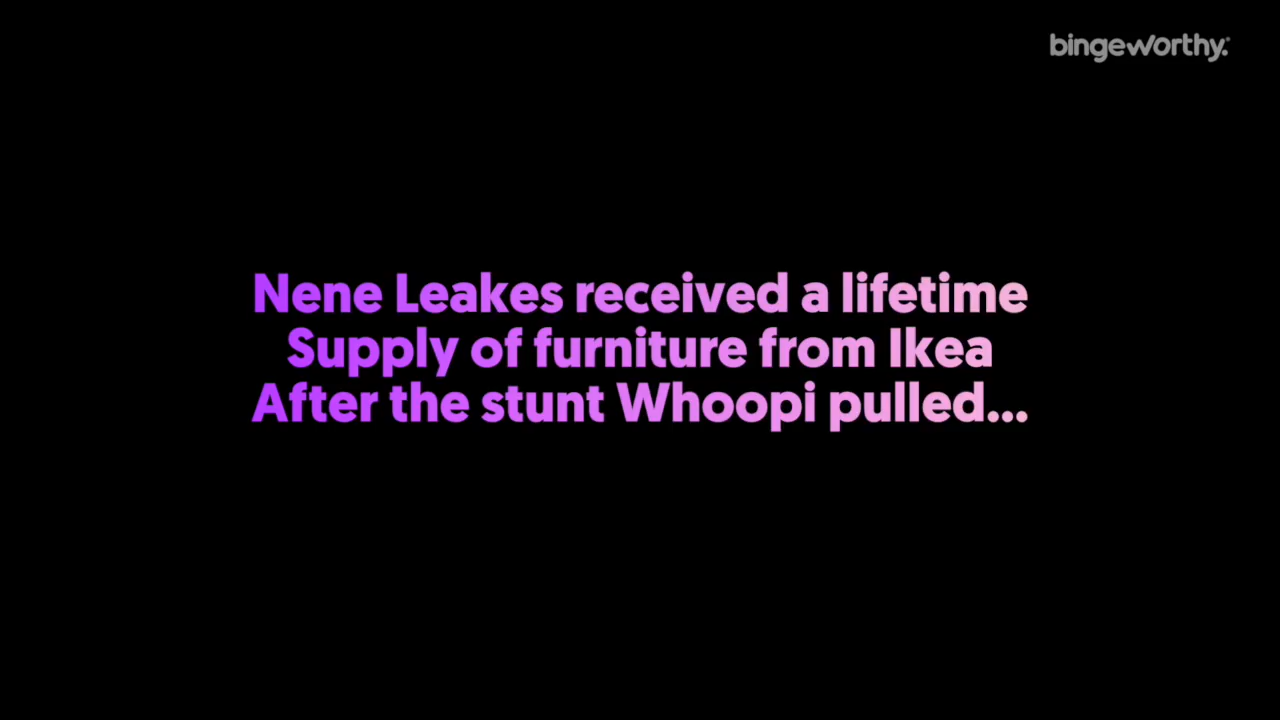 bingeworthy.
Nene Leakes received a lifetime
Supply of furniture from Ikea
After the stunt Whoopi pulled...